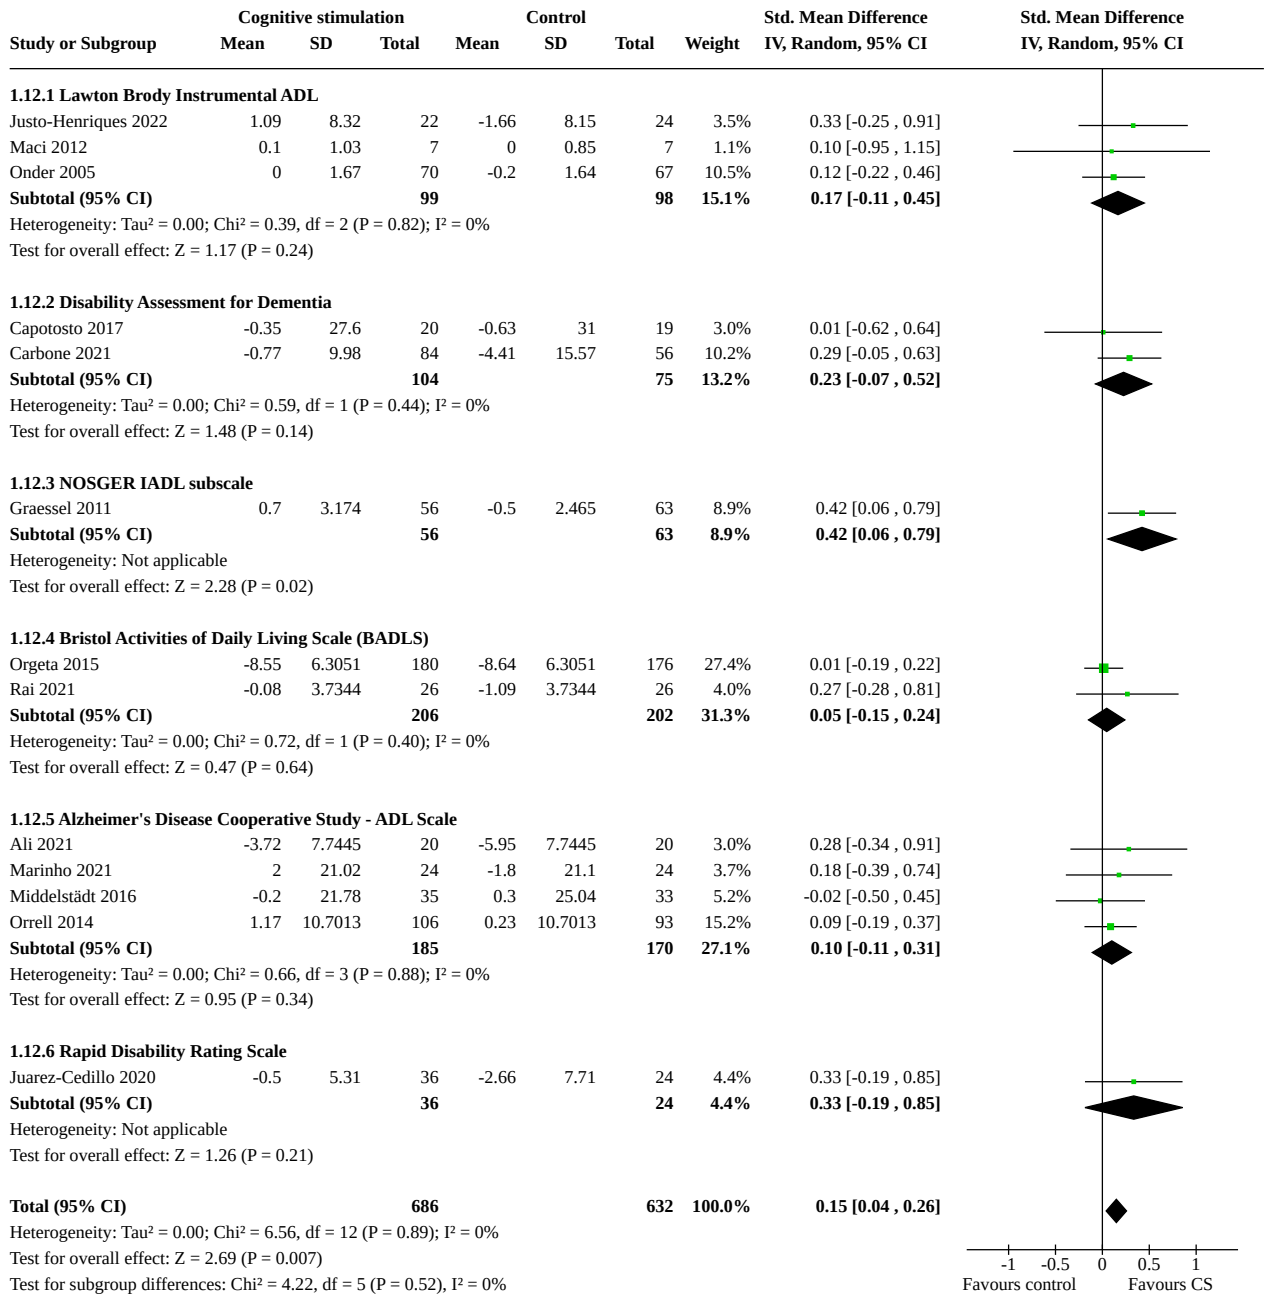 Cognitive stimulation Control Std. Mean Difference Std. Mean Difference
Study or Subgroup Mean SD Total Mean SD Total Weight IV, Random, 95% CI IV, Random, 95% CI
1.12.1 Lawton Brody Instrumental ADL
Justo-Henriques 2022 1.09 8.32 22 -1.66 8.15 24 3.5% 0.33 [-0.25 , 0.91]
Maci 2012 0.1 1.03 7 0 0.85 7 1.1% 0.10 [-0.95 , 1.15]
Onder 2005 0 1.67 70 -0.2 1.64 67 10.5% 0.12 [-0.22 , 0.46]
Subtotal (95% CI) 99 98 15.1% 0.17 [-0.11 , 0.45]
Heterogeneity: Tau² = 0.00; Chi² = 0.39, df = 2 (P = 0.82); I² = 0%
Test for overall effect: Z = 1.17 (P = 0.24)
1.12.2 Disability Assessment for Dementia
Capotosto 2017 -0.35 27.6 20 -0.63 31 19 3.0% 0.01 [-0.62 , 0.64]
Carbone 2021 -0.77 9.98 84 -4.41 15.57 56 10.2% 0.29 [-0.05 , 0.63]
Subtotal (95% CI) 104 75 13.2% 0.23 [-0.07 , 0.52]
Heterogeneity: Tau² = 0.00; Chi² = 0.59, df = 1 (P = 0.44); I² = 0%
Test for overall effect: Z = 1.48 (P = 0.14)
1.12.3 NOSGER IADL subscale
Graessel 2011 0.7 3.174 56 -0.5 2.465 63 8.9% 0.42 [0.06 , 0.79]
Subtotal (95% CI) 56 63 8.9% 0.42 [0.06 , 0.79]
Heterogeneity: Not applicable
Test for overall effect: Z = 2.28 (P = 0.02)
1.12.4 Bristol Activities of Daily Living Scale (BADLS)
Orgeta 2015 -8.55 6.3051 180 -8.64 6.3051 176 27.4% 0.01 [-0.19 , 0.22]
Rai 2021 -0.08 3.7344 26 -1.09 3.7344 26 4.0% 0.27 [-0.28 , 0.81]
Subtotal (95% CI) 206 202 31.3% 0.05 [-0.15 , 0.24]
Heterogeneity: Tau² = 0.00; Chi² = 0.72, df = 1 (P = 0.40); I² = 0%
Test for overall effect: Z = 0.47 (P = 0.64)
1.12.5 Alzheimer's Disease Cooperative Study - ADL Scale
Ali 2021 -3.72 7.7445 20 -5.95 7.7445 20 3.0% 0.28 [-0.34 , 0.91]
Marinho 2021 2 21.02 24 -1.8 21.1 24 3.7% 0.18 [-0.39 , 0.74]
Middelstädt 2016 -0.2 21.78 35 0.3 25.04 33 5.2% -0.02 [-0.50 , 0.45]
Orrell 2014 1.17 10.7013 106 0.23 10.7013 93 15.2% 0.09 [-0.19 , 0.37]
Subtotal (95% CI) 185 170 27.1% 0.10 [-0.11 , 0.31]
Heterogeneity: Tau² = 0.00; Chi² = 0.66, df = 3 (P = 0.88); I² = 0%
Test for overall effect: Z = 0.95 (P = 0.34)
1.12.6 Rapid Disability Rating Scale
Juarez-Cedillo 2020 -0.5 5.31 36 -2.66 7.71 24 4.4% 0.33 [-0.19 , 0.85]
Subtotal (95% CI) 36 24 4.4% 0.33 [-0.19 , 0.85]
Heterogeneity: Not applicable
Test for overall effect: Z = 1.26 (P = 0.21)
Total (95% CI) 686 632 100.0% 0.15 [0.04 , 0.26]
Heterogeneity: Tau² = 0.00; Chi² = 6.56, df = 12 (P = 0.89); I² = 0%
Test for overall effect: Z = 2.69 (P = 0.007)
-1 -0.5 0 0.5 1
Test for subgroup differences: Chi² = 4.22, df = 5 (P = 0.52), I² = 0%
Favours control Favours CS